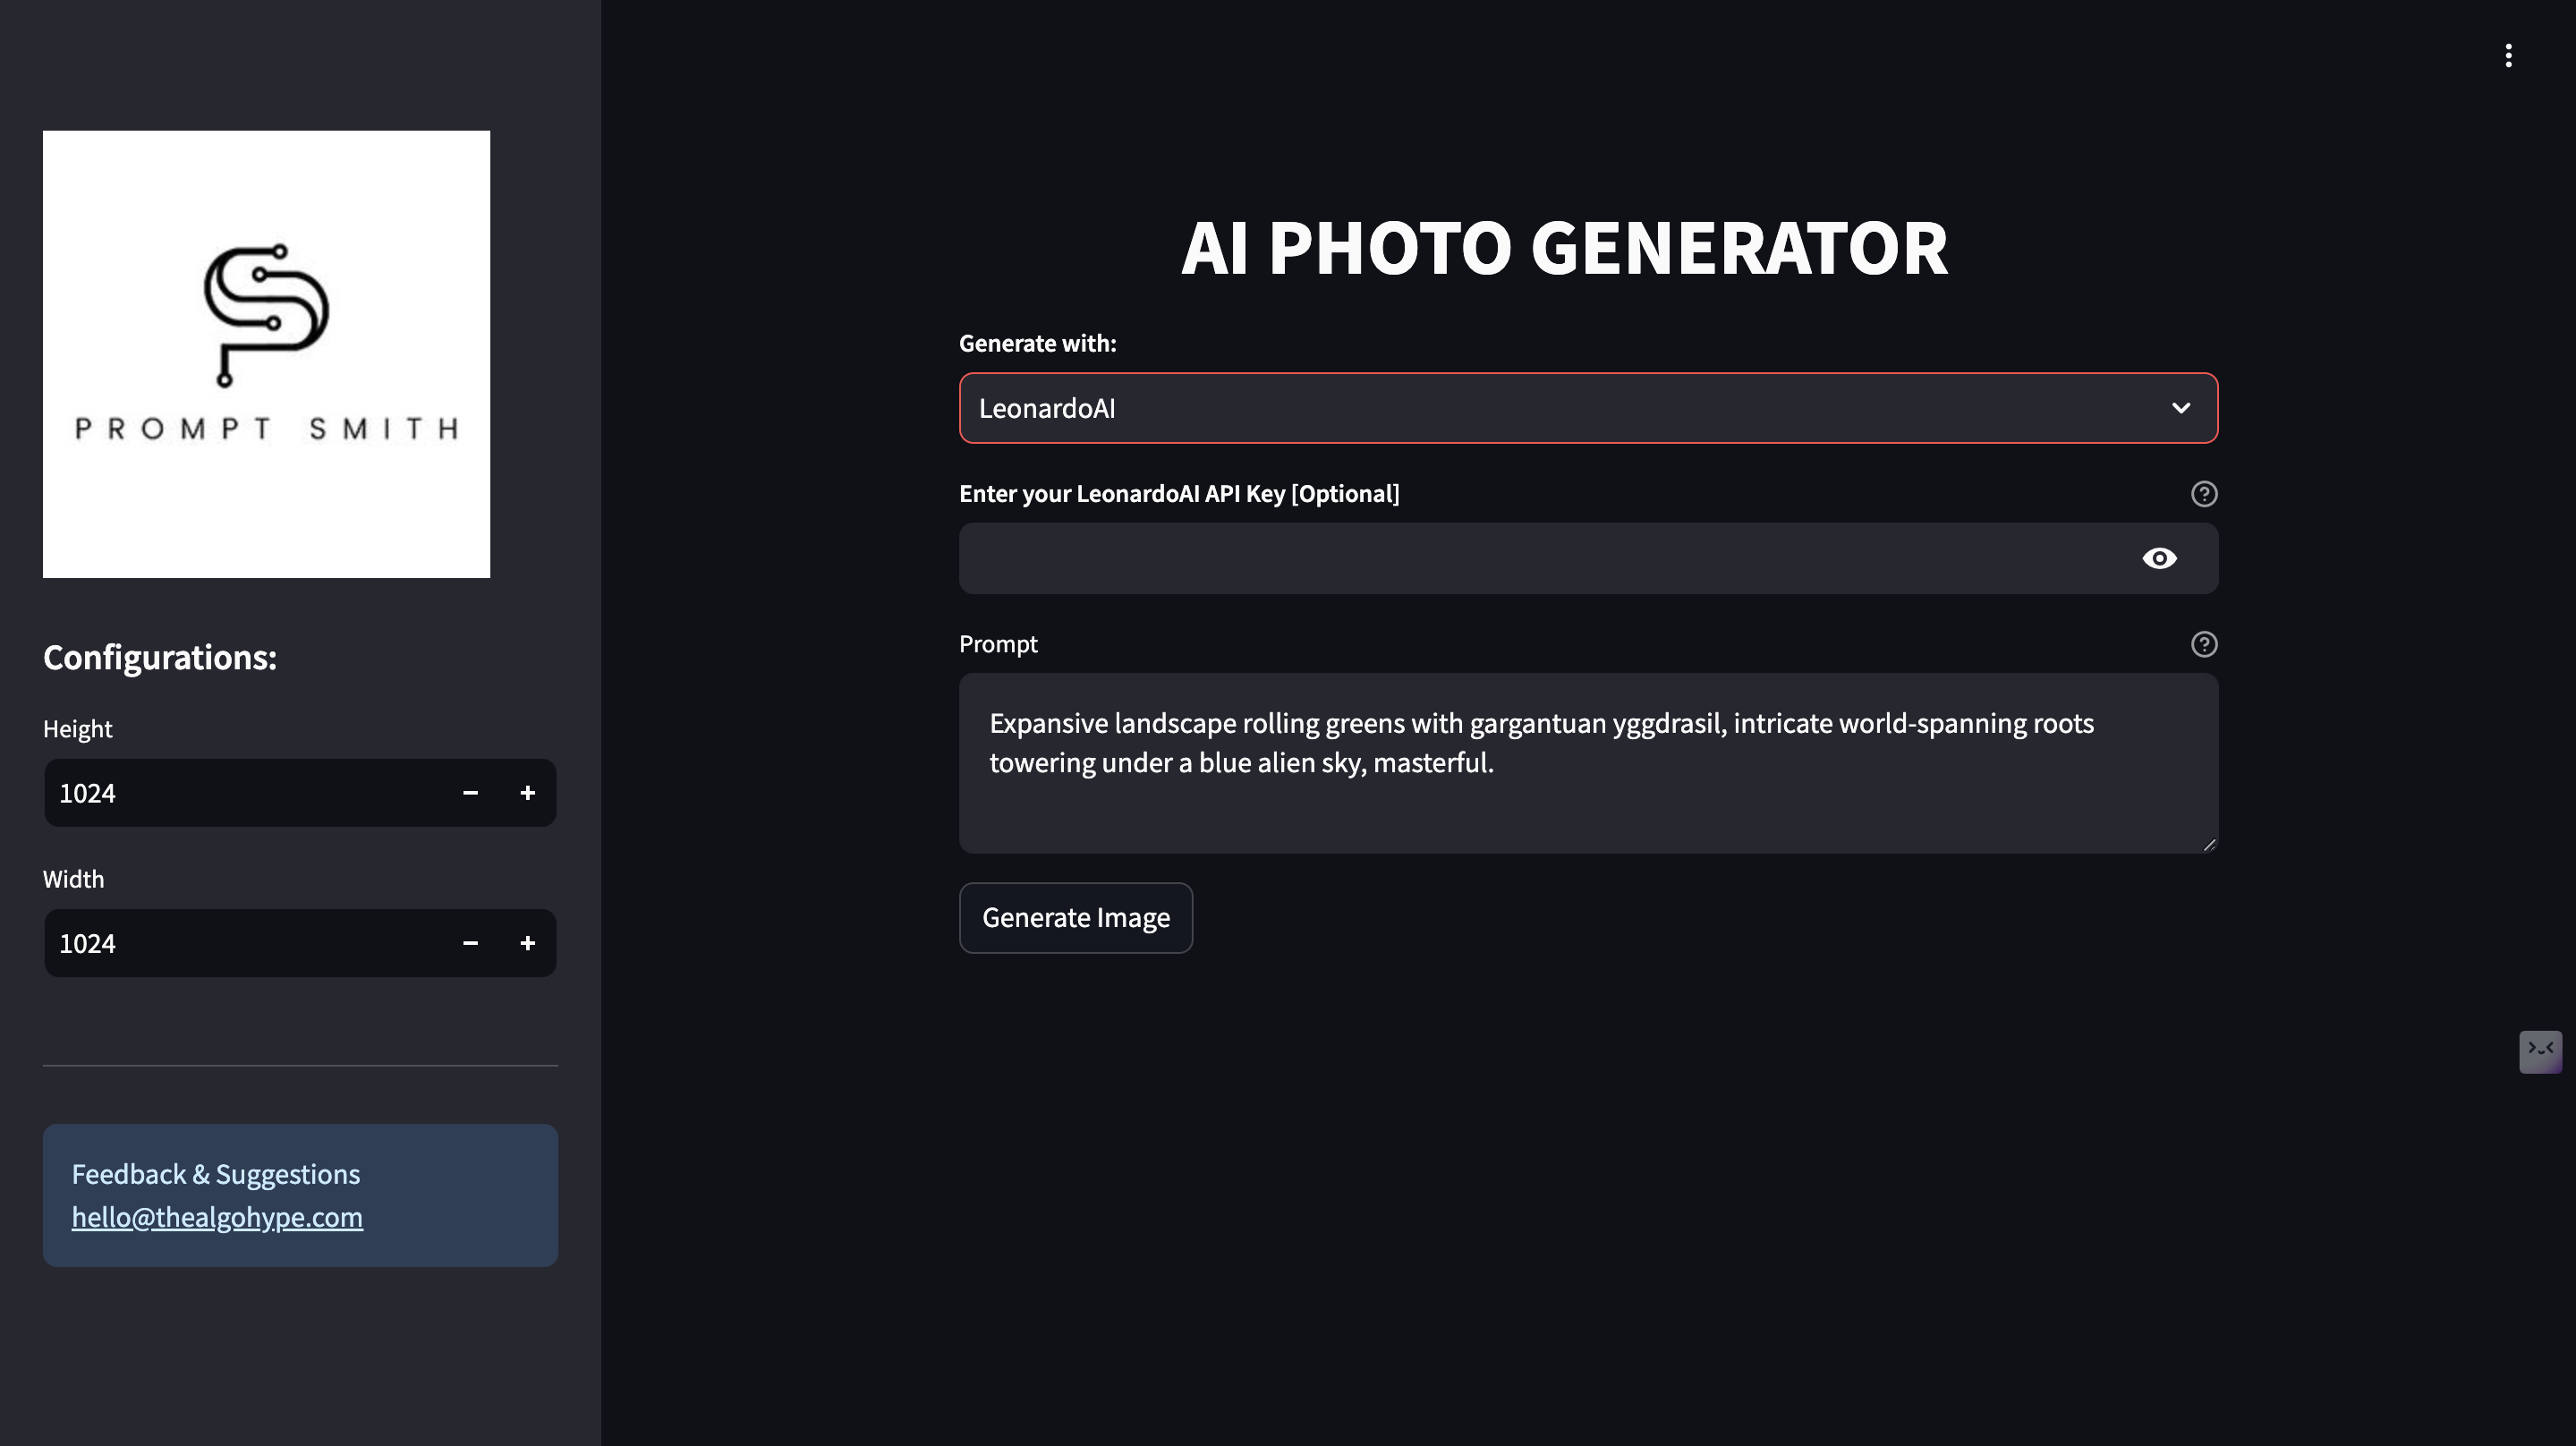 PROMPT SMITH
Configurations:
Height
1024
Width
1024
Feedback & Suggestions
hello@thealgohype.com
AI PHOTO GENERATOR
Generate with:
LeonardoAI
Enter your LeonardoAI API Key [Optional]
Prompt
Expansive landscape rolling greens with gargantuan yggdrasil, intricate world-spanning roots
towering under a blue alien sky, masterful.
Generate Image